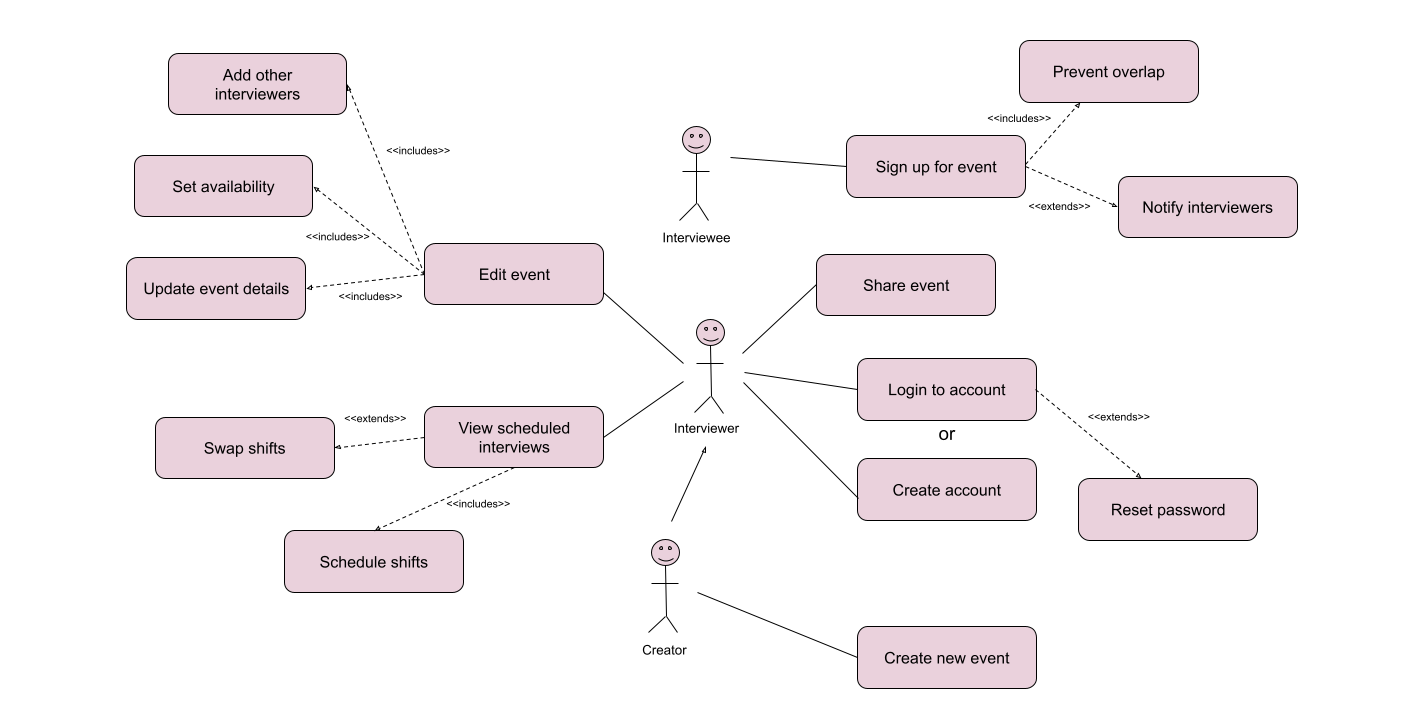 Add other
interviewers
Prevent overlap
<<includes>>
<<includes>>
Sign up for event
Set availability
Notify interviewers
<<extends>>
Interviewee
<<includes>>
Edit event
Share event
Update event details
<<includes>>
Login to account
<<extends>>
<<extends>>
Interviewer
View scheduled
interviews
or
Swap shifts
Create account
<<includes>>
Reset password
Schedule shifts
Creator
Create new event